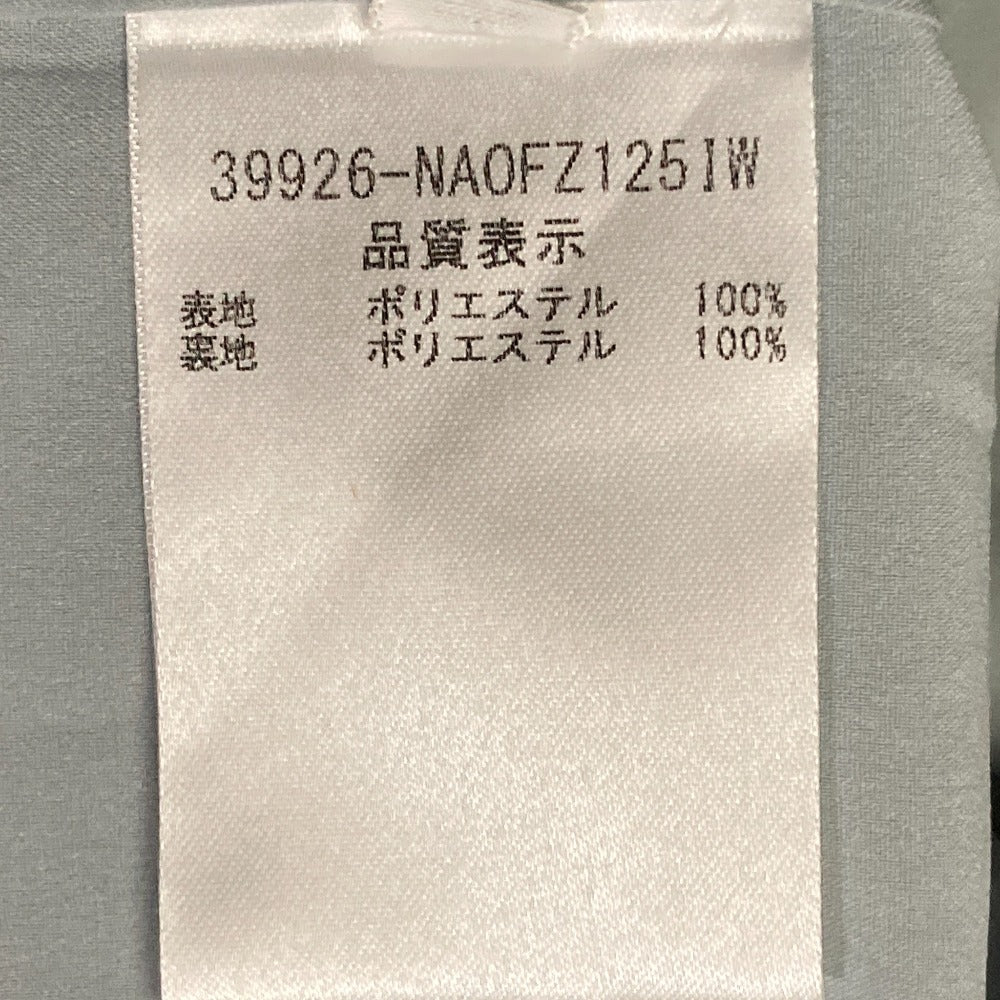 39926-NAOFZ125IW
品質表示
表地 ポリエステル 100%
裏地 ポリエステル 100%